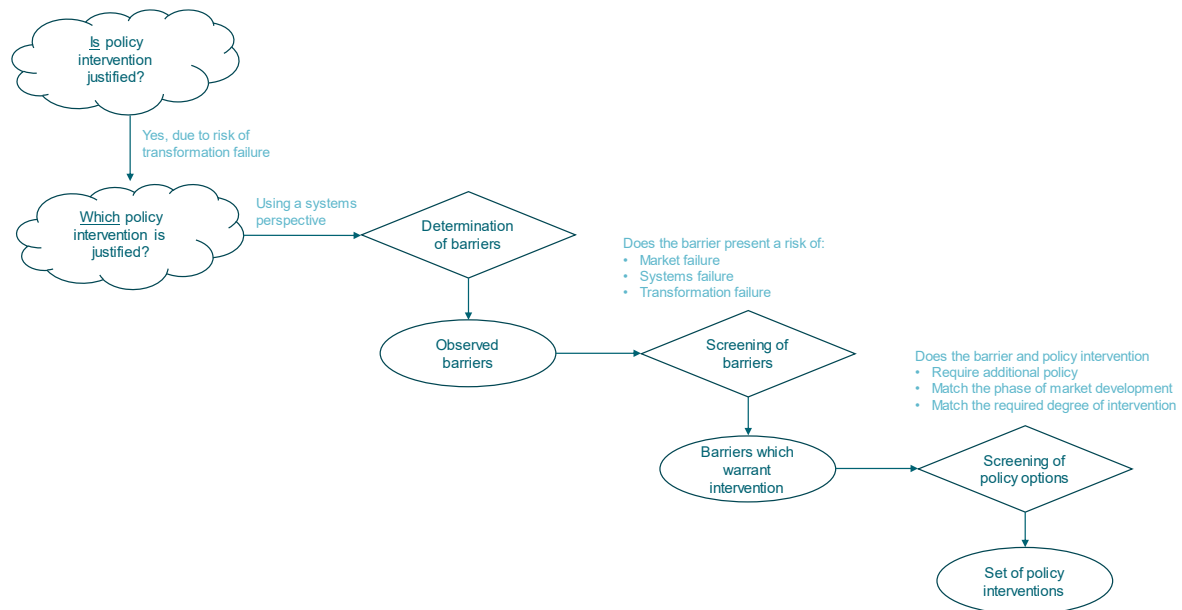 Is policy
intervention
justified?
Yes, due to risk of
transformation failure
Which policy
intervention is
justified?
Using a systems
perspective
Determination
of barriers
Observed
barriers
Does the barrier present a risk of:
• Market failure
• Systems failure
• Transformation failure
Screening of
barriers
Barriers which
warrant
intervention
Does the barrier and policy intervention
• Require additional policy
• Match the phase of market development
• Match the required degree of intervention
Screening of
policy options
Set of policy
interventions